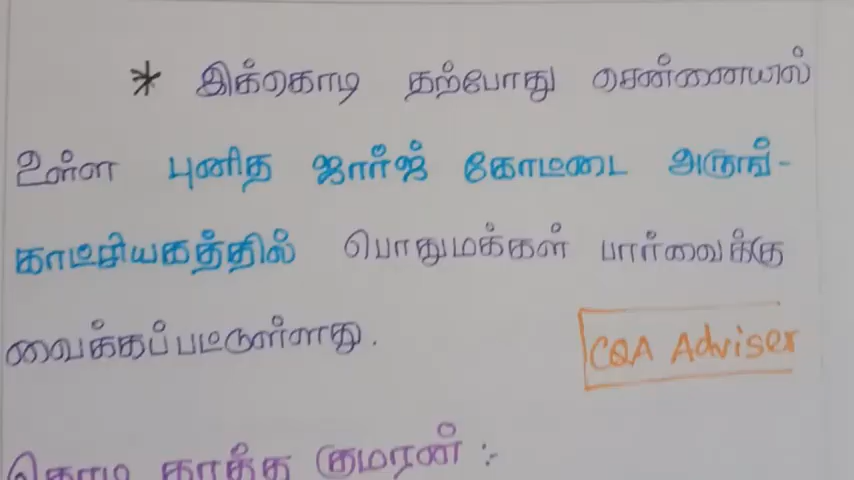 * இக்கொடி தற்போது சென்னையில்
உள்ள புனித ஜார்ஜ் கோட்டை அருங்-
காட்சியகத்தில் பொதுமக்கள் பார்வைக்கு
வைக்கப்பட்டுள்ளது.
CQA Adviser
கொடி காத்த குமரன் :-